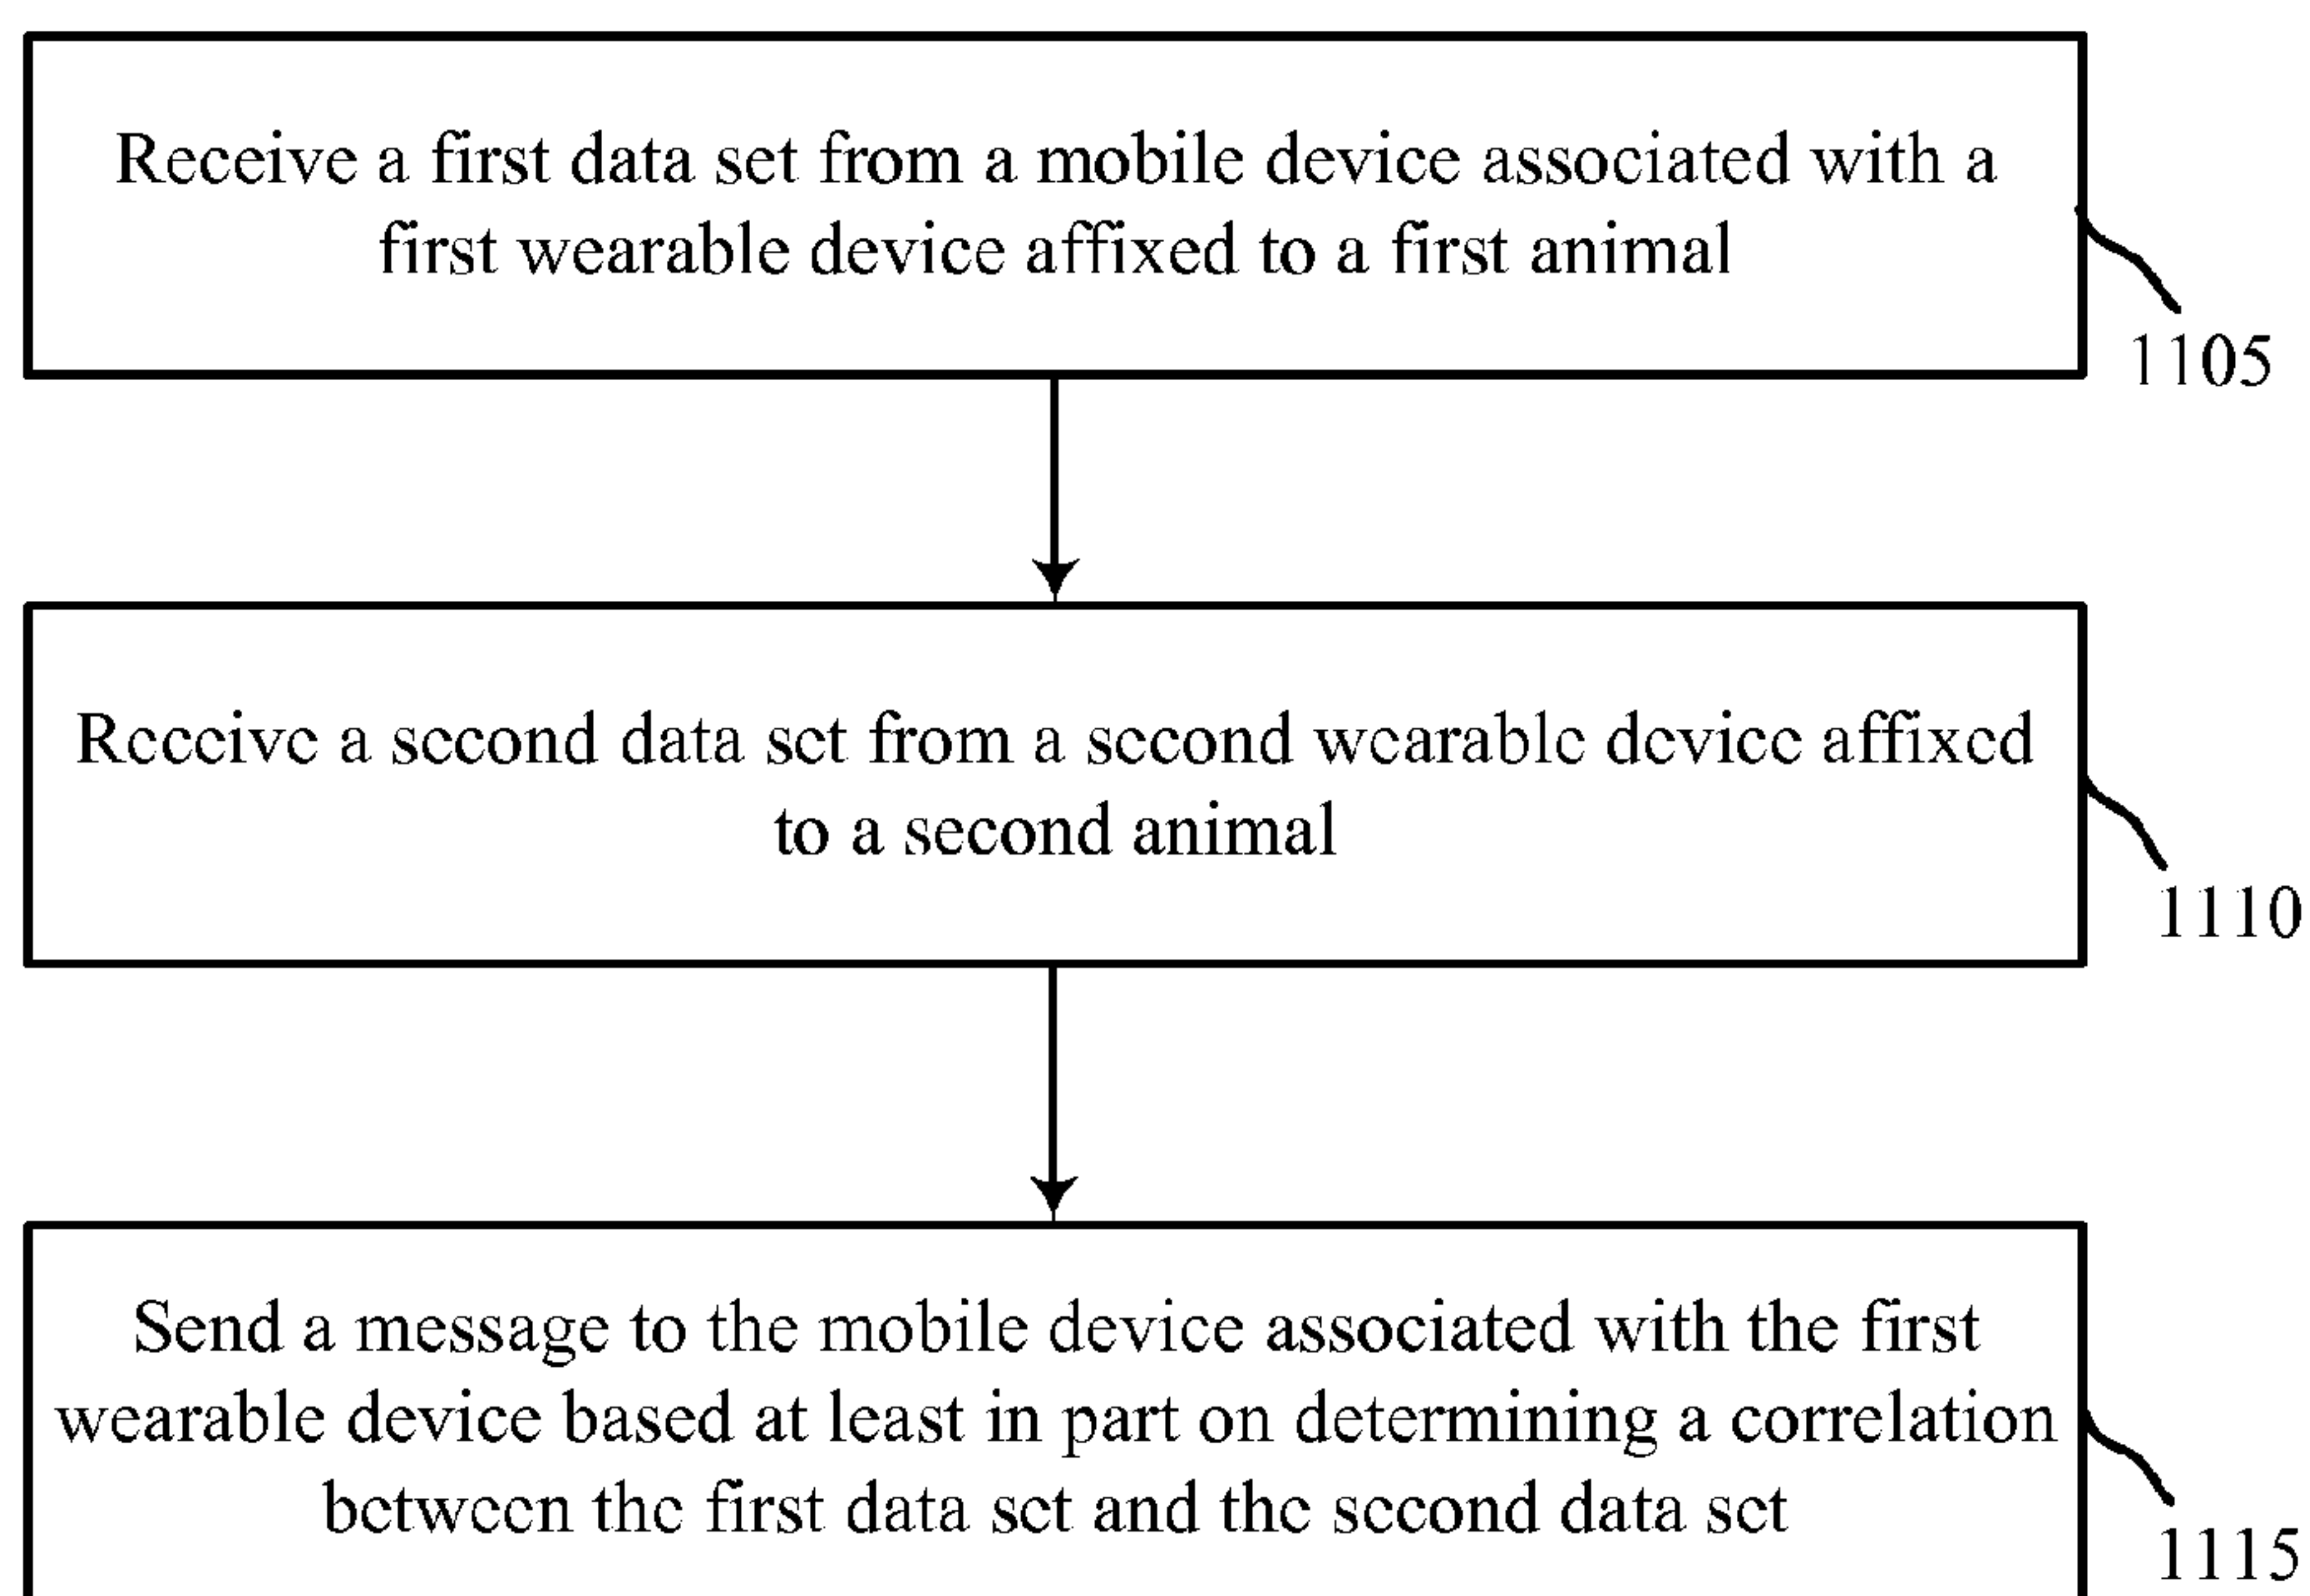 Receive a first data set from a mobile device associated with a
first wearable device affixed to a first animal
1105
Receive a second data set from a second wearable device affixed
to a second animal
1110
Send a message to the mobile device associated with the first
wearable device based at least in part on determining a correlation
between the first data set and the second data set
1115